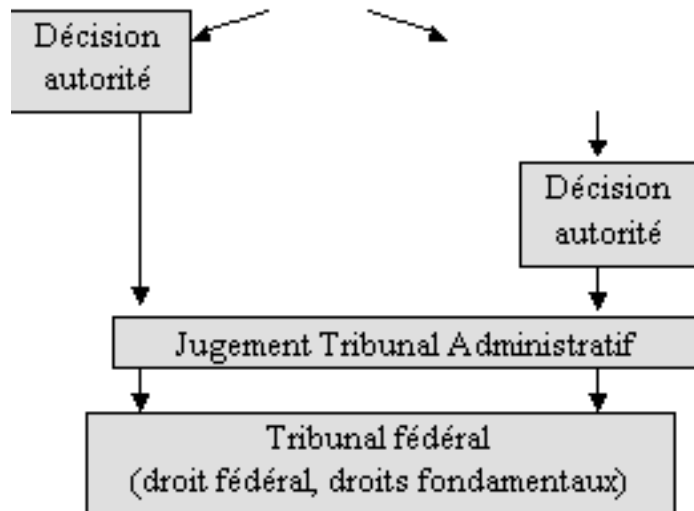 Décision
autorité
Décision
autorité
Jugement Tribunal Administratif
Tribunal fédéral
(droit fédéral, droits fondamentaux)